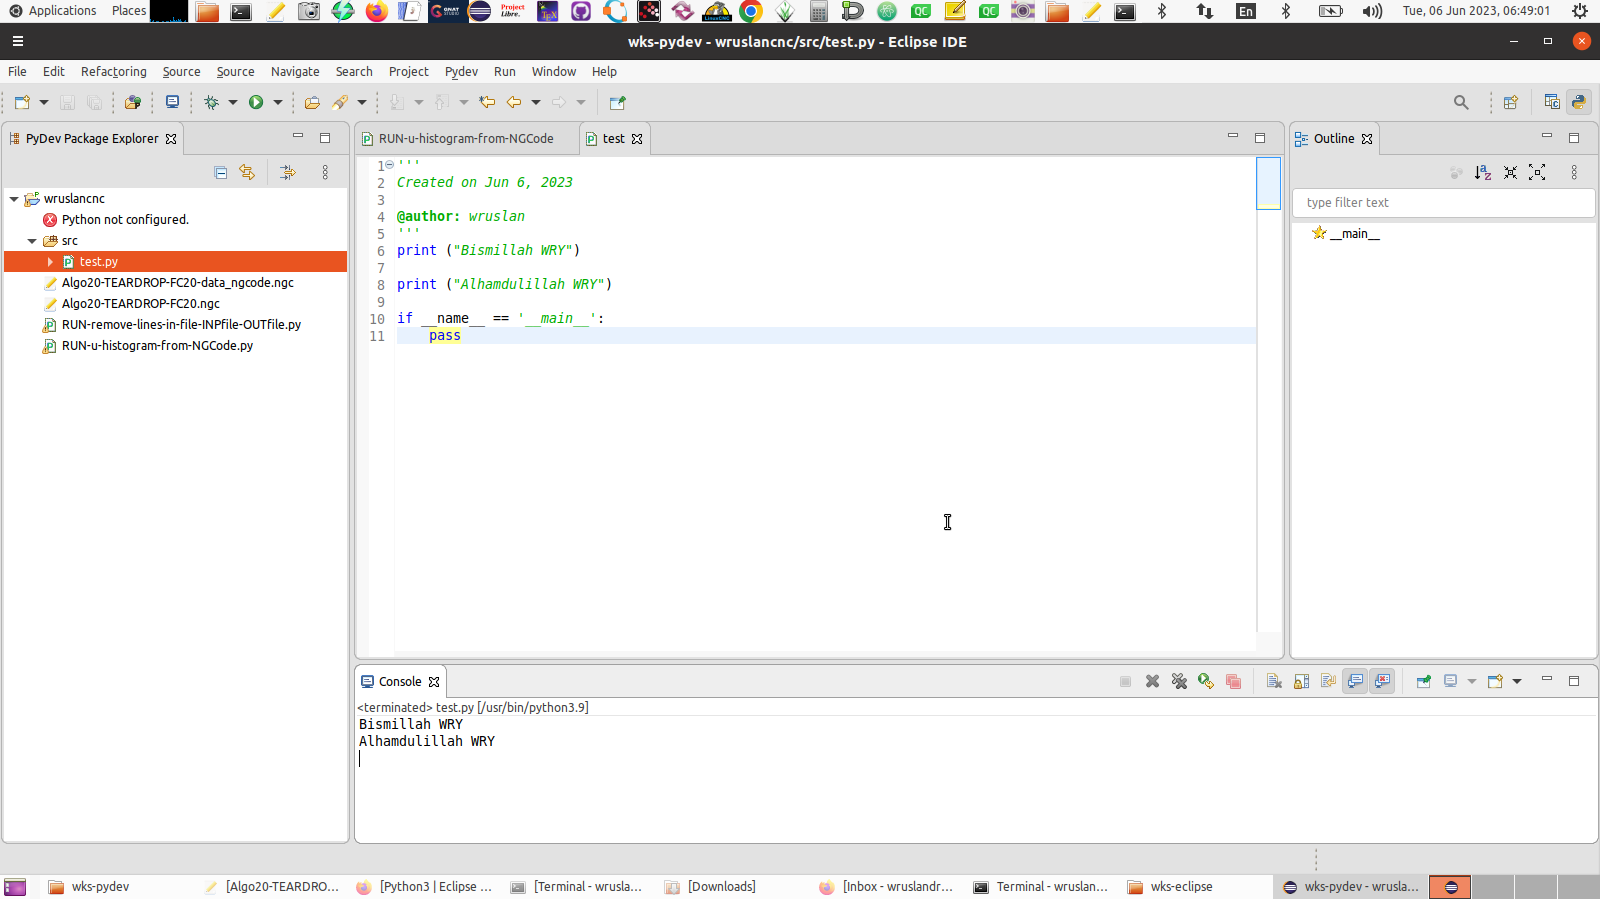 Applications Places En Tue, 06 Jun 2023, 06:49:01
wks-pydev - wruslancnc/src/test.py - Eclipse IDE
File Edit Refactoring Source Source Navigate Search Project Pydev Run Window Help
PyDev Package Explorer
wruslancnc
Python not configured.
src
test.py
Algo20-TEARDROP-FC20-data_ngcode.ngc
Algo20-TEARDROP-FC20.ngc
RUN-remove-lines-in-file-INPfile-OUTfile.py
RUN-u-histogram-from-NGCode.py
RUN-u-histogram-from-NGCode test
1 '''
2 Created on Jun 6, 2023
3
4 @author: wruslan
5 '''
6 print ("Bismillah WRY")
7
8 print ("Alhamdulillah WRY")
9
10 if __name__ == '__main__':
11 pass
Outline
type filter text
__main__
Console
<terminated> test.py [/usr/bin/python3.9]
Bismillah WRY
Alhamdulillah WRY
wks-pydev [Algo20-TEARDRO... [Python3 | Eclipse ... [Terminal - wrusla... [Downloads] [Inbox - wruslandr... Terminal - wruslan... wks-eclipse wks-pydev - wrusla...